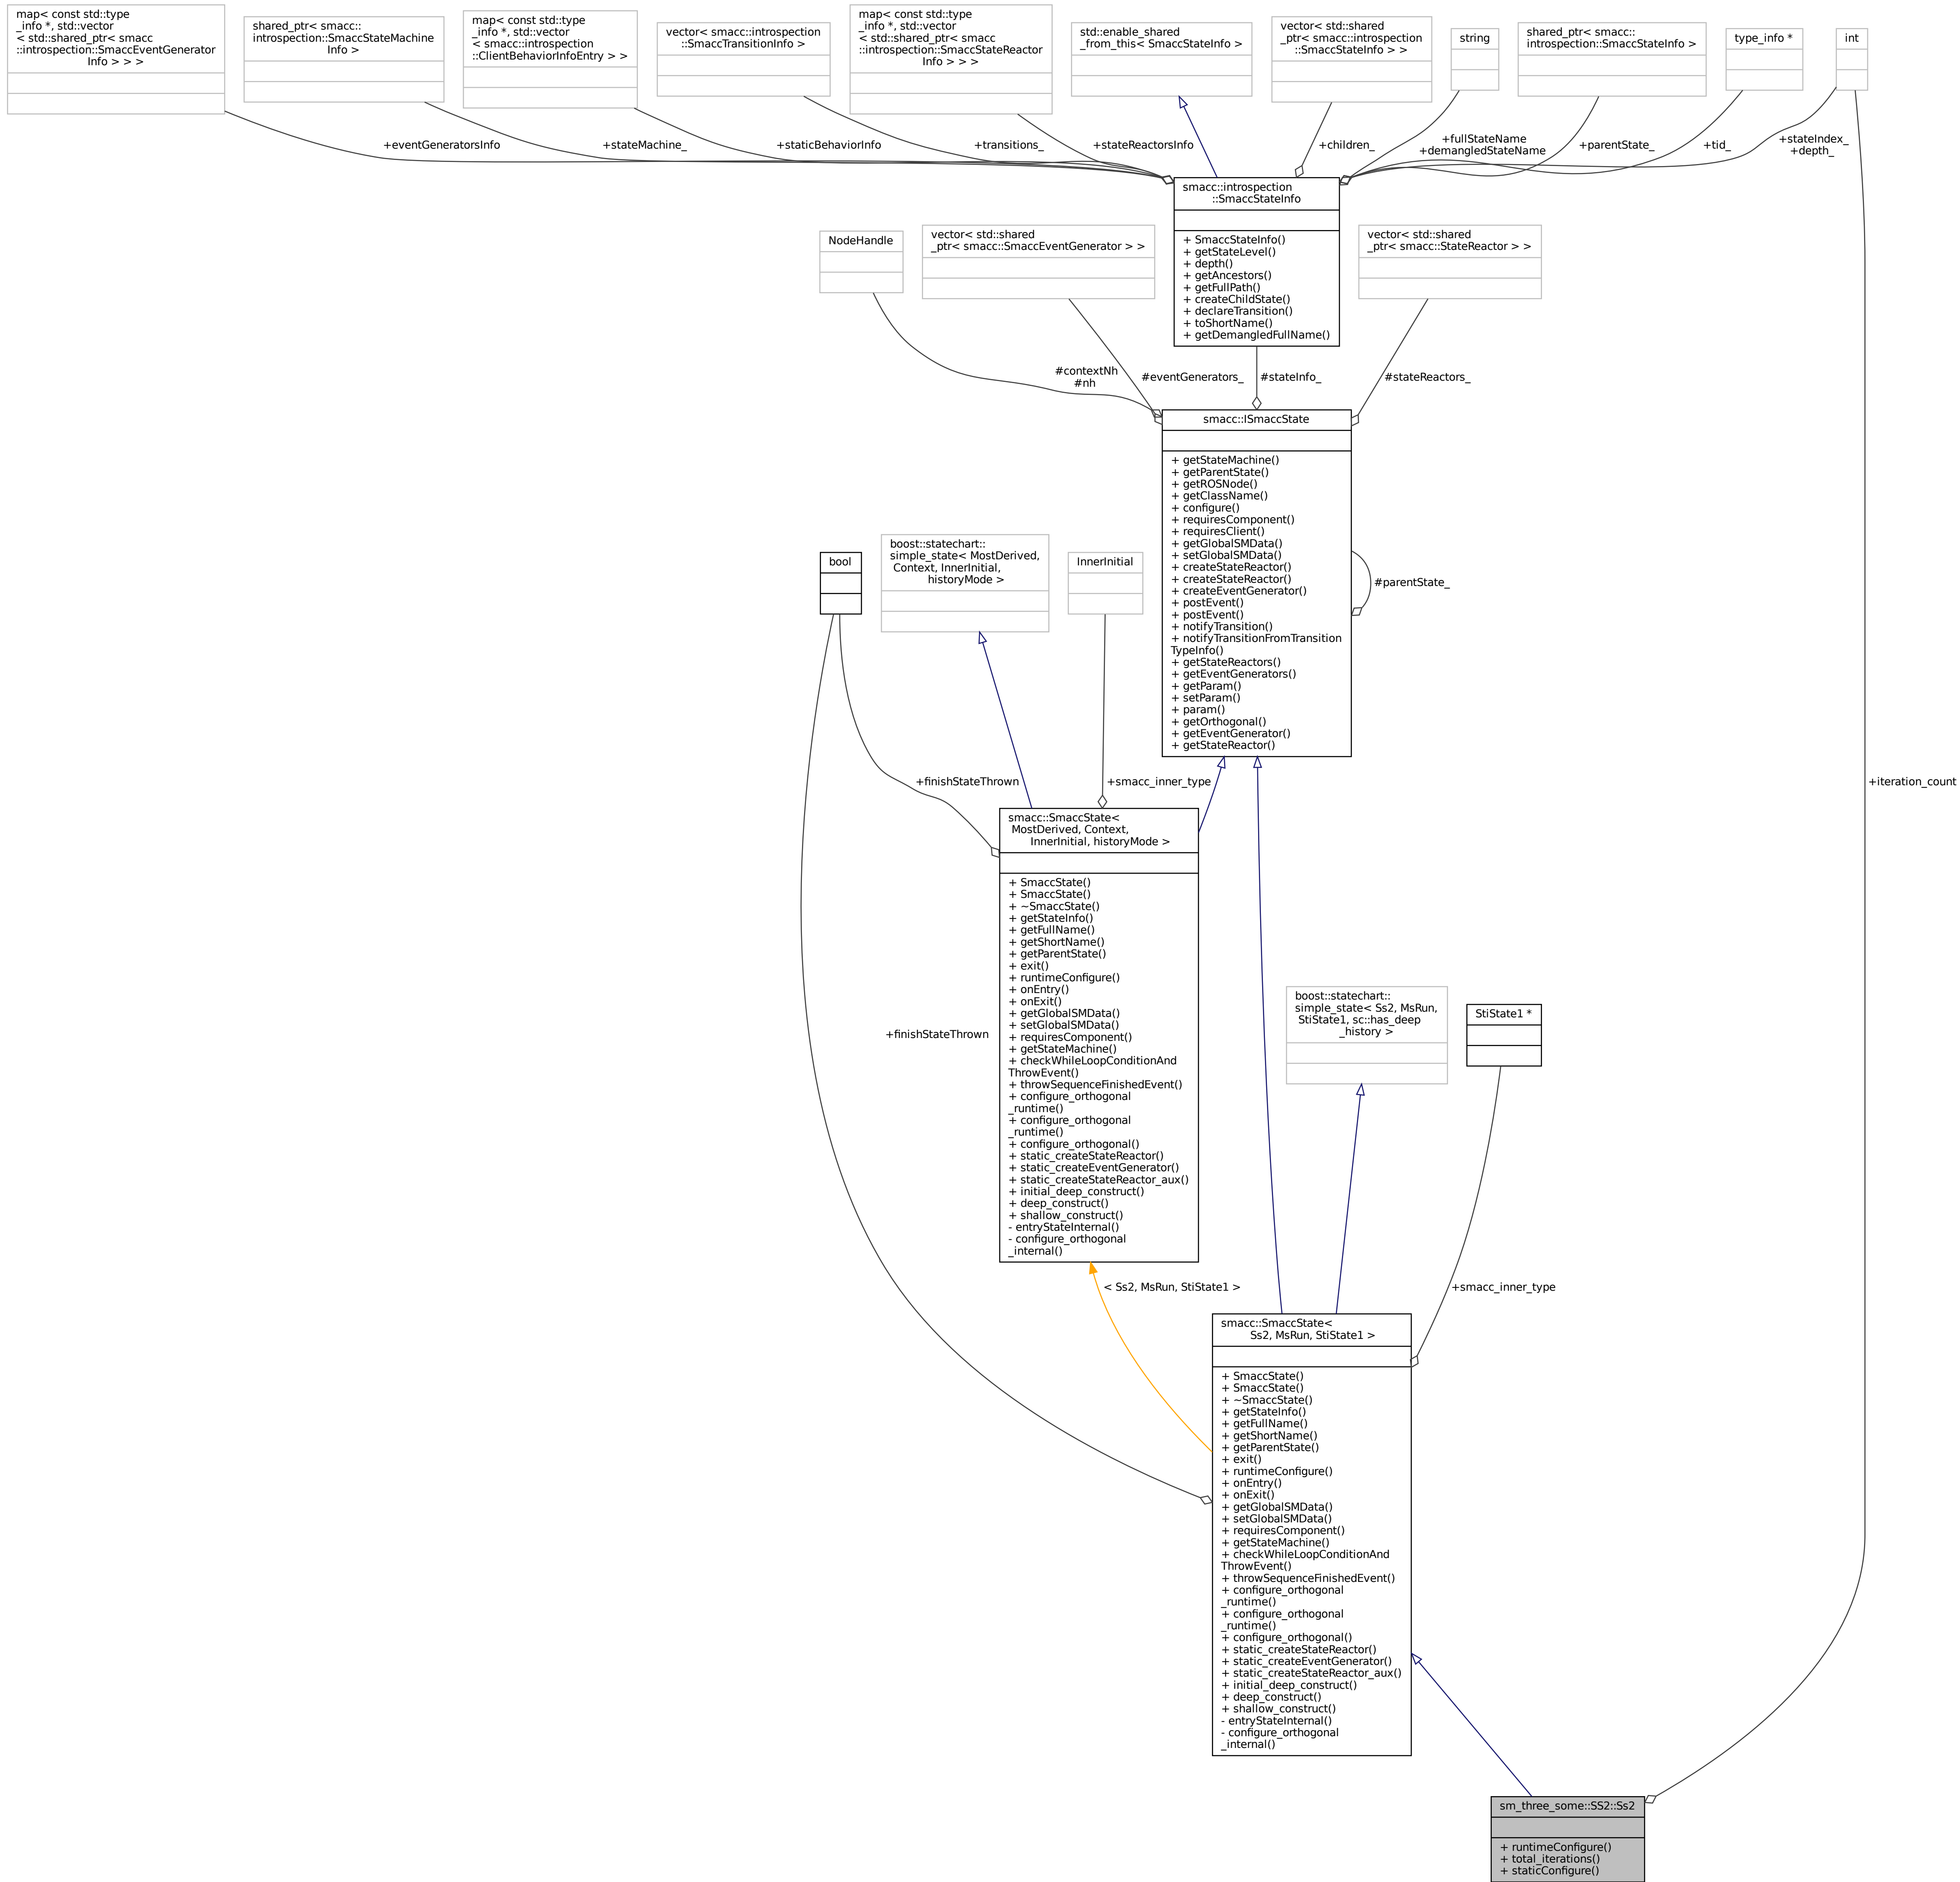 map< const std::type
_info *, std::vector
< std::shared_ptr< smacc
::introspection::SmaccEventGenerator
Info > > >
shared_ptr< smacc::
introspection::SmaccStateMachine
Info >
map< const std::type
_info *, std::vector
< smacc::introspection
::ClientBehaviorInfoEntry > >
vector< smacc::introspection
::SmaccTransitionInfo >
map< const std::type
_info *, std::vector
< std::shared_ptr< smacc
::introspection::SmaccStateReactor
Info > > >
std::enable_shared
_from_this< SmaccStateInfo >
vector< std::shared
_ptr< smacc::introspection
::SmaccStateInfo > >
string
shared_ptr< smacc::
introspection::SmaccStateInfo >
type_info *
int
+eventGeneratorsInfo
+stateMachine_
+staticBehaviorInfo
+transitions_
+stateReactorsInfo
+children_
+fullStateName
+demangledStateName
+parentState_
+tid_
+stateIndex_
+depth_
smacc::introspection
::SmaccStateInfo
+ SmaccStateInfo()
+ getStateLevel()
+ depth()
+ getAncestors()
+ getFullPath()
+ createChildState()
+ declareTransition()
+ toShortName()
+ getDemangledFullName()
NodeHandle
vector< std::shared
_ptr< smacc::SmaccEventGenerator > >
vector< std::shared
_ptr< smacc::StateReactor > >
#contextNh
#nh
#eventGenerators_
#stateInfo_
#stateReactors_
smacc::ISmaccState
+ getStateMachine()
+ getParentState()
+ getROSNode()
+ getClassName()
+ configure()
+ requiresComponent()
+ requiresClient()
+ getGlobalSMData()
+ setGlobalSMData()
+ createStateReactor()
+ createStateReactor()
+ createEventGenerator()
+ postEvent()
+ postEvent()
+ notifyTransition()
+ notifyTransitionFromTransition
TypeInfo()
+ getStateReactors()
+ getEventGenerators()
+ getParam()
+ setParam()
+ param()
+ getOrthogonal()
+ getEventGenerator()
+ getStateReactor()
#parentState_
bool
boost::statechart::
simple_state< MostDerived,
Context, InnerInitial,
historyMode >
InnerInitial
+finishStateThrown
+smacc_inner_type
+iteration_count
smacc::SmaccState<
MostDerived, Context,
InnerInitial, historyMode >
+ SmaccState()
+ SmaccState()
+ ~SmaccState()
+ getStateInfo()
+ getFullName()
+ getShortName()
+ getParentState()
+ exit()
+ runtimeConfigure()
+ onEntry()
+ onExit()
+ getGlobalSMData()
+ setGlobalSMData()
+ requiresComponent()
+ getStateMachine()
+ checkWhileLoopConditionAnd
ThrowEvent()
+ throwSequenceFinishedEvent()
+ configure_orthogonal
_runtime()
+ configure_orthogonal
_runtime()
+ configure_orthogonal()
+ static_createStateReactor()
+ static_createEventGenerator()
+ static_createStateReactor_aux()
+ initial_deep_construct()
+ deep_construct()
+ shallow_construct()
- entryStateInternal()
- configure_orthogonal
_internal()
+finishStateThrown
boost::statechart::
simple_state< Ss2, MsRun,
StiState1, sc::has_deep
_history >
StiState1 *
< Ss2, MsRun, StiState1 >
+smacc_inner_type
smacc::SmaccState<
Ss2, MsRun, StiState1 >
+ SmaccState()
+ SmaccState()
+ ~SmaccState()
+ getStateInfo()
+ getFullName()
+ getShortName()
+ getParentState()
+ exit()
+ runtimeConfigure()
+ onEntry()
+ onExit()
+ getGlobalSMData()
+ setGlobalSMData()
+ requiresComponent()
+ getStateMachine()
+ checkWhileLoopConditionAnd
ThrowEvent()
+ throwSequenceFinishedEvent()
+ configure_orthogonal
_runtime()
+ configure_orthogonal
_runtime()
+ configure_orthogonal()
+ static_createStateReactor()
+ static_createEventGenerator()
+ static_createStateReactor_aux()
+ initial_deep_construct()
+ deep_construct()
+ shallow_construct()
- entryStateInternal()
- configure_orthogonal
_internal()
sm_three_some::SS2::Ss2
+ runtimeConfigure()
+ total_iterations()
+ staticConfigure()